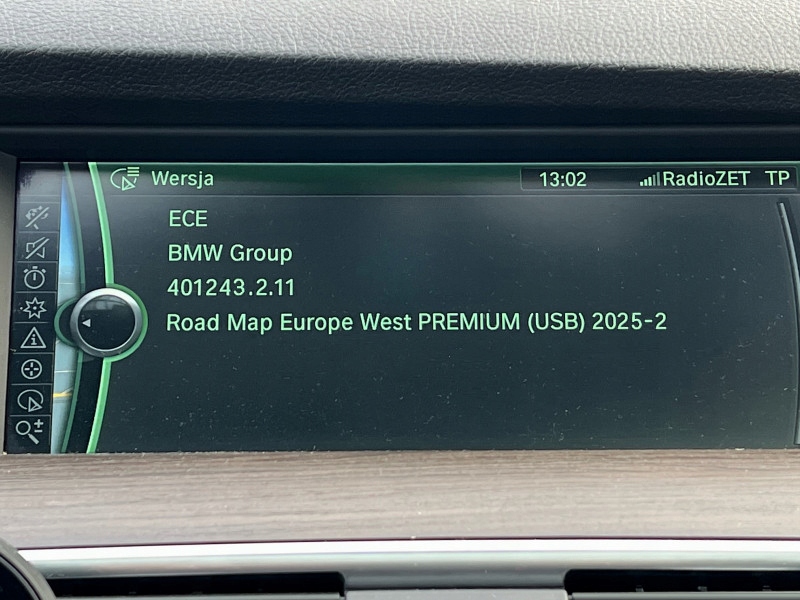 Wersja 13:02 RadioZET TP
ECE
BMW Group
401243.2.11
Road Map Europe West PREMIUM (USB) 2025-2